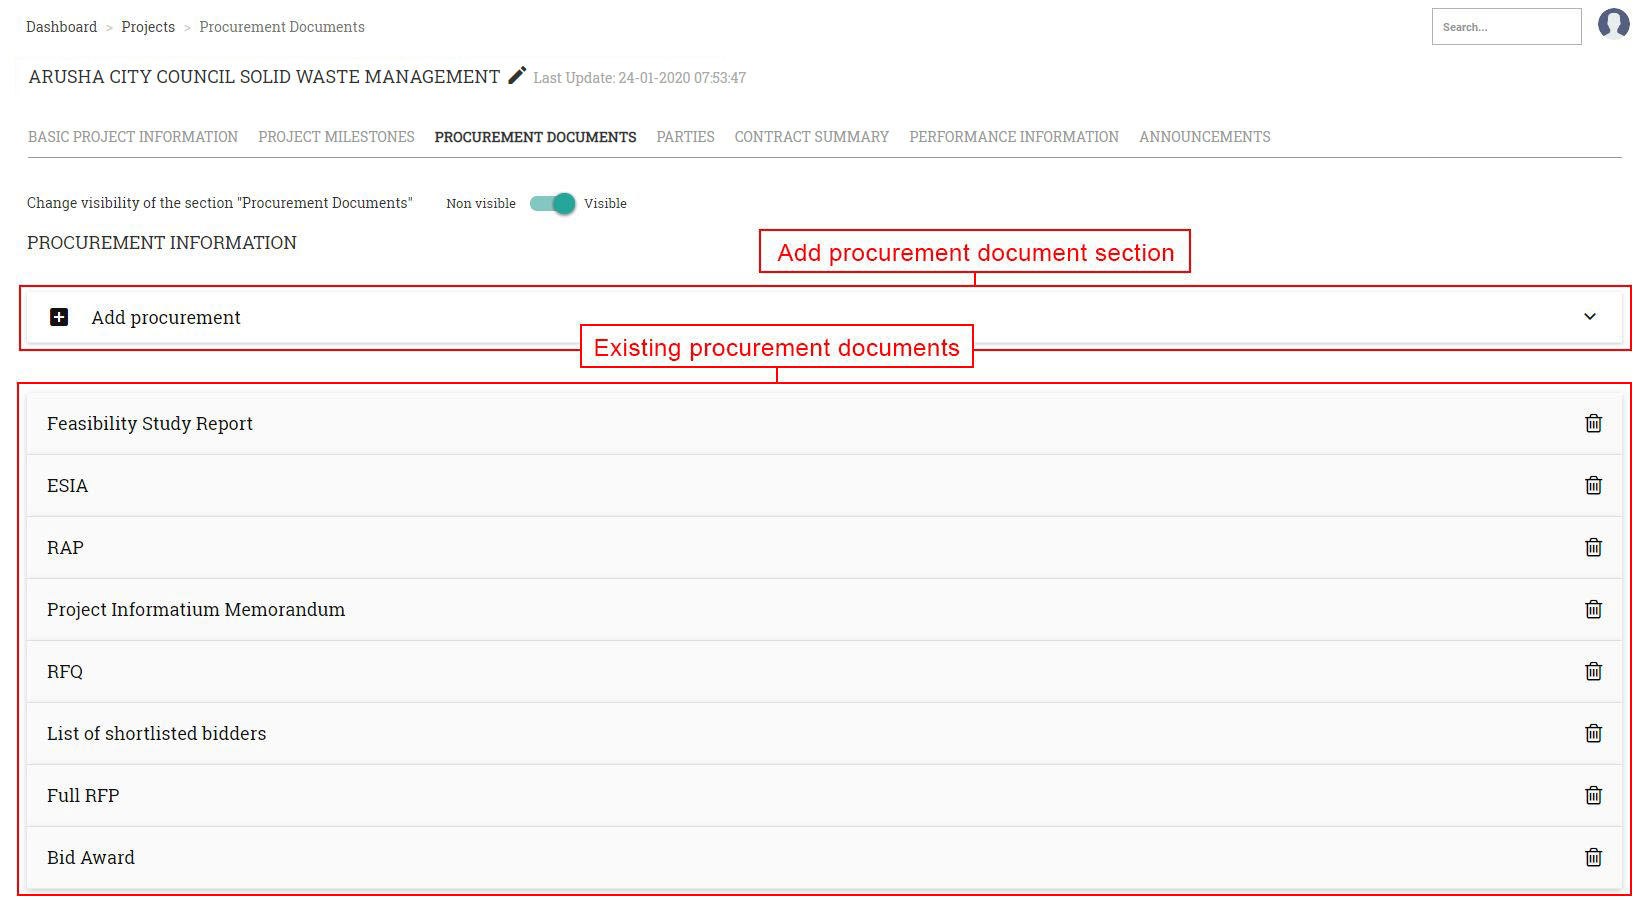 Dashboard > Projects > Procurement Documents
Search...
ARUSHA CITY COUNCIL SOLID WASTE MANAGEMENT Last Update: 24-01-2020 07:53:47
BASIC PROJECT INFORMATION PROJECT MILESTONES PROCUREMENT DOCUMENTS PARTIES CONTRACT SUMMARY PERFORMANCE INFORMATION ANNOUNCEMENTS
Change visibility of the section "Procurement Documents" Non visible Visible
PROCUREMENT INFORMATION
Add procurement document section
Add procurement
Existing procurement documents
Feasibility Study Report
ESIA
RAP
Project Informatium Memorandum
RFQ
List of shortlisted bidders
Full RFP
Bid Award